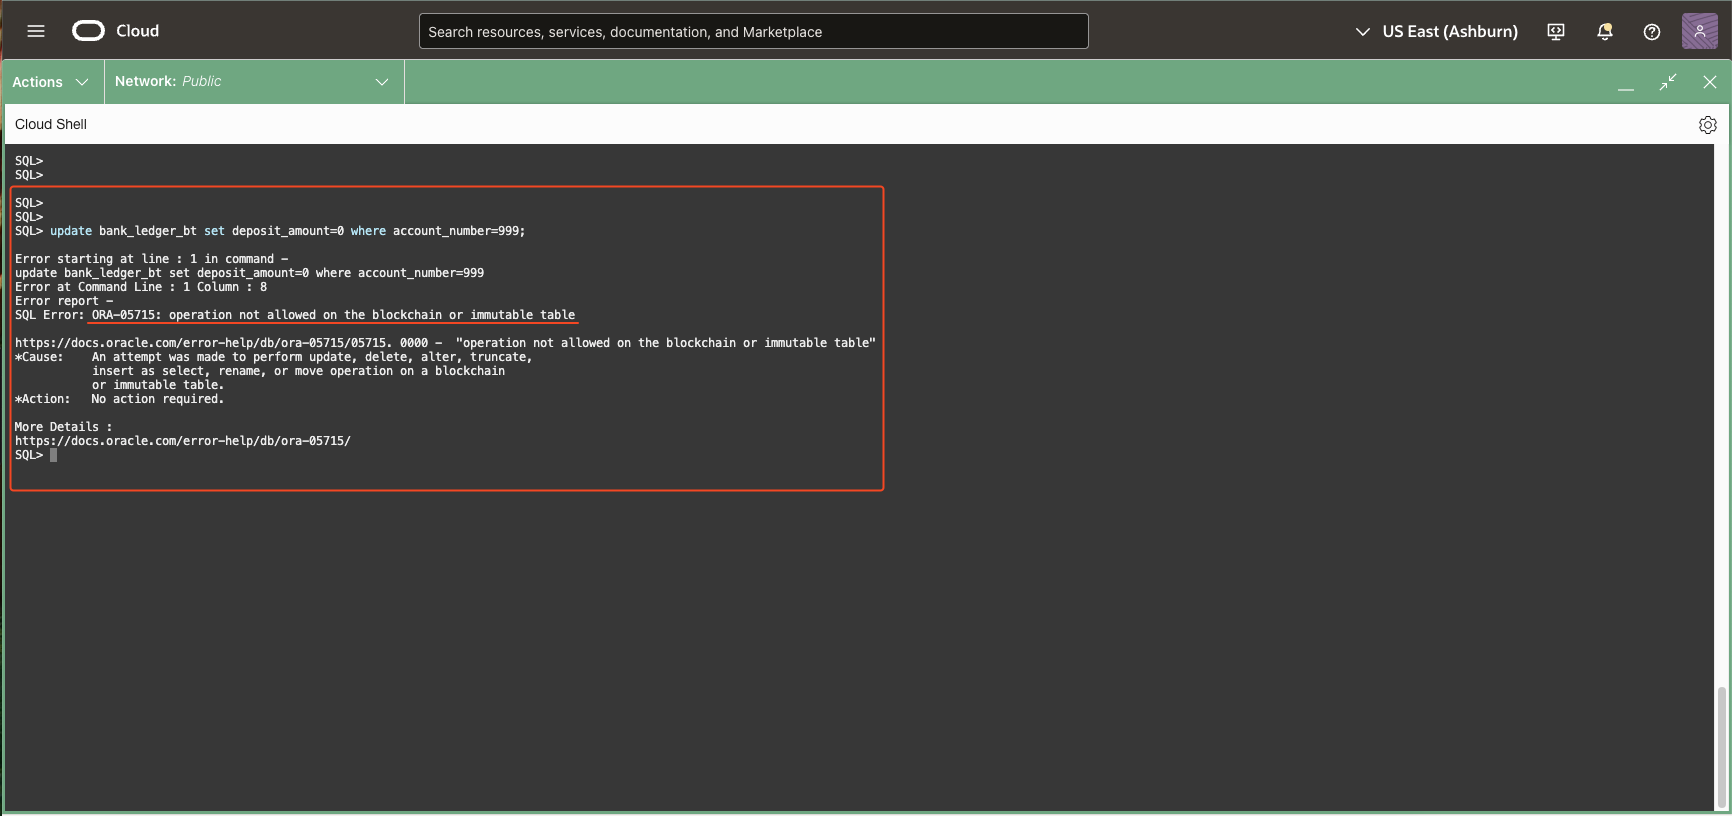 Cloud
Search resources, services, documentation, and Marketplace
US East (Ashburn)
Actions
Network: Public
Cloud Shell
SQL>
SQL>
SQL>
SQL>
SQL> update bank_ledger_bt set deposit_amount=0 where account_number=999;
Error starting at line : 1 in command -
update bank_ledger_bt set deposit_amount=0 where account_number=999
Error at Command Line : 1 Column : 8
Error report -
SQL Error: ORA-05715: operation not allowed on the blockchain or immutable table
https://docs.oracle.com/error-help/db/ora-05715/05715. 0000 -  "operation not allowed on the blockchain or immutable table"
*Cause:    An attempt was made to perform update, delete, alter, truncate,
insert as select, rename, or move operation on a blockchain
or immutable table.
*Action:   No action required.
More Details :
https://docs.oracle.com/error-help/db/ora-05715/
SQL>